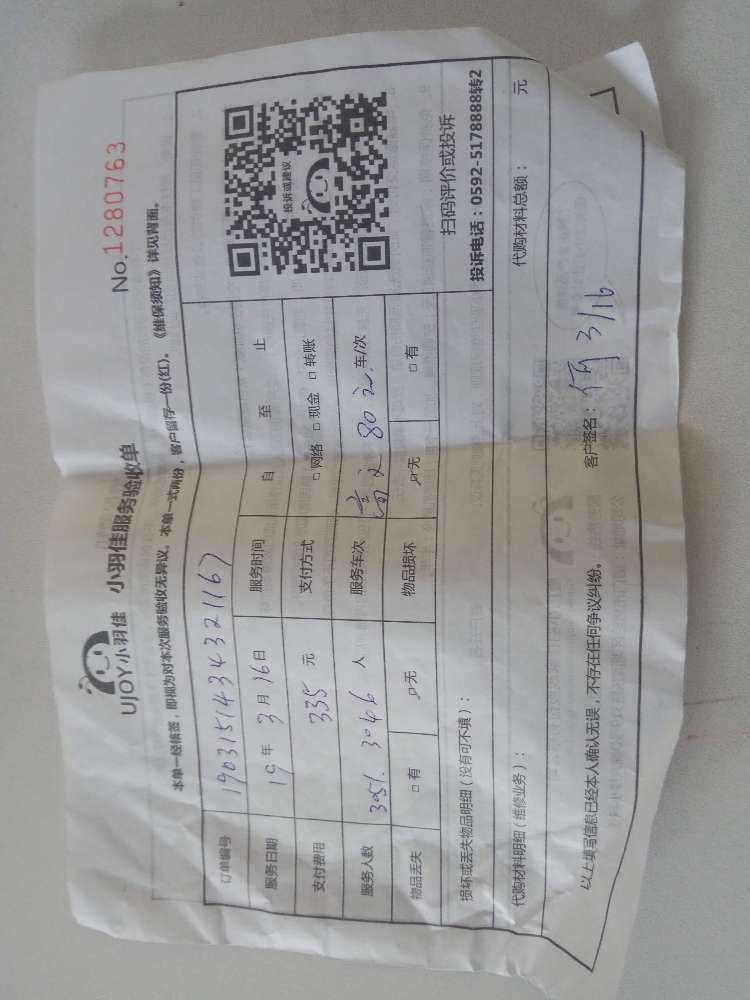 UJOY小羽佳 小羽佳服务验收单
No.1280763
本单一经核签，即视为对本次服务验收无异议。本单一式两份，客户留存一份(红)。《维保须知》详见背面。
订单编号 1903151434321167
服务日期 19 年 3 月 16 日 服务时间 自 至 止
支付费用 335 元 支付方式 □ 网络 □ 现金 □ 转账
服务人数 3051. 3046 人 服务车次 80 车/次
物品丢失 □ 有 □ 无 物品损坏 □ 无 □ 有
投诉或建议
扫码评价或投诉
投诉电话：0592-5178888转2
损坏或丢失物品明细（没有可不填）：
代购材料明细（维修业务）： 代购材料总额： 元
以上填写信息已经本人确认无误，不存在任何争议纠纷。 客户签名： 何 3/16